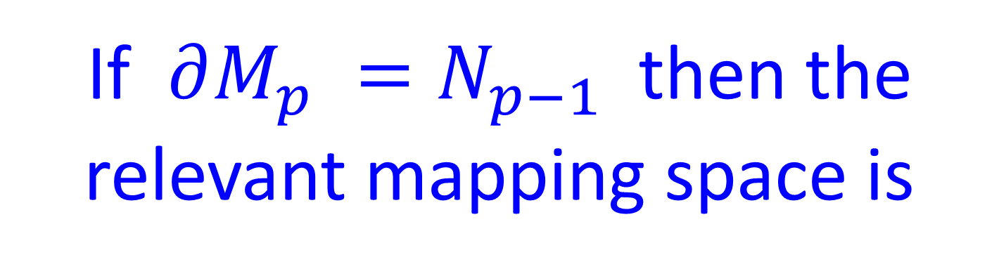 If ∂M_p = N_{p−1} then the
relevant mapping space is